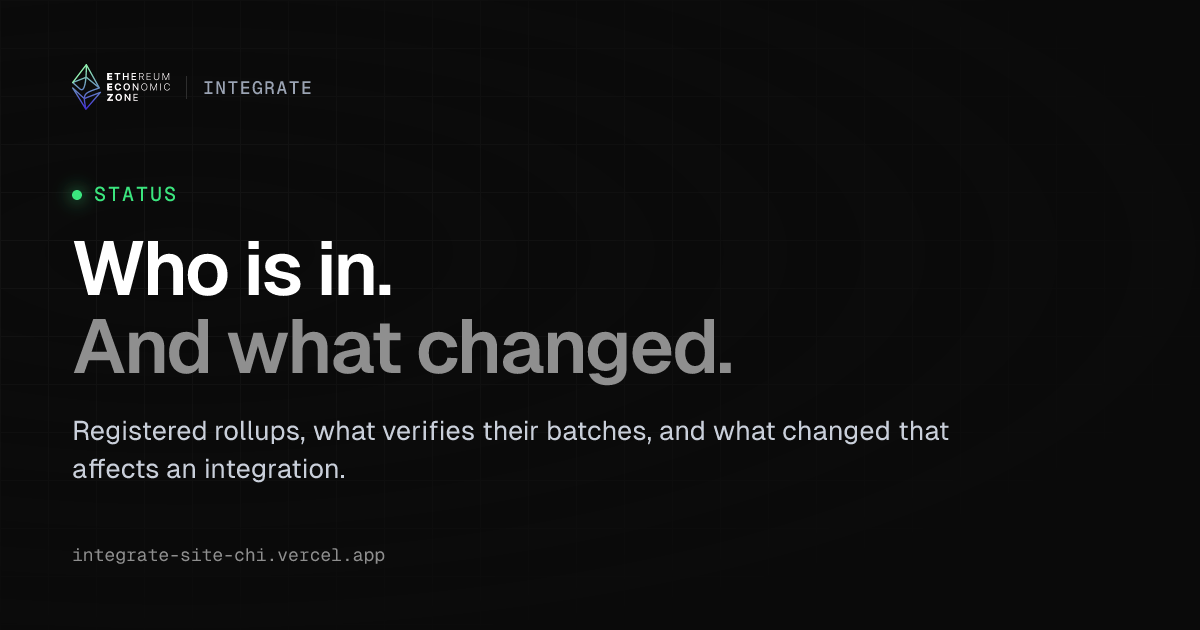 ETHEREUM
ECONOMIC
ZONE
INTEGRATE
STATUS
Who is in.
And what changed.
Registered rollups, what verifies their batches, and what changed that
affects an integration.
integrate-site-chi.vercel.app